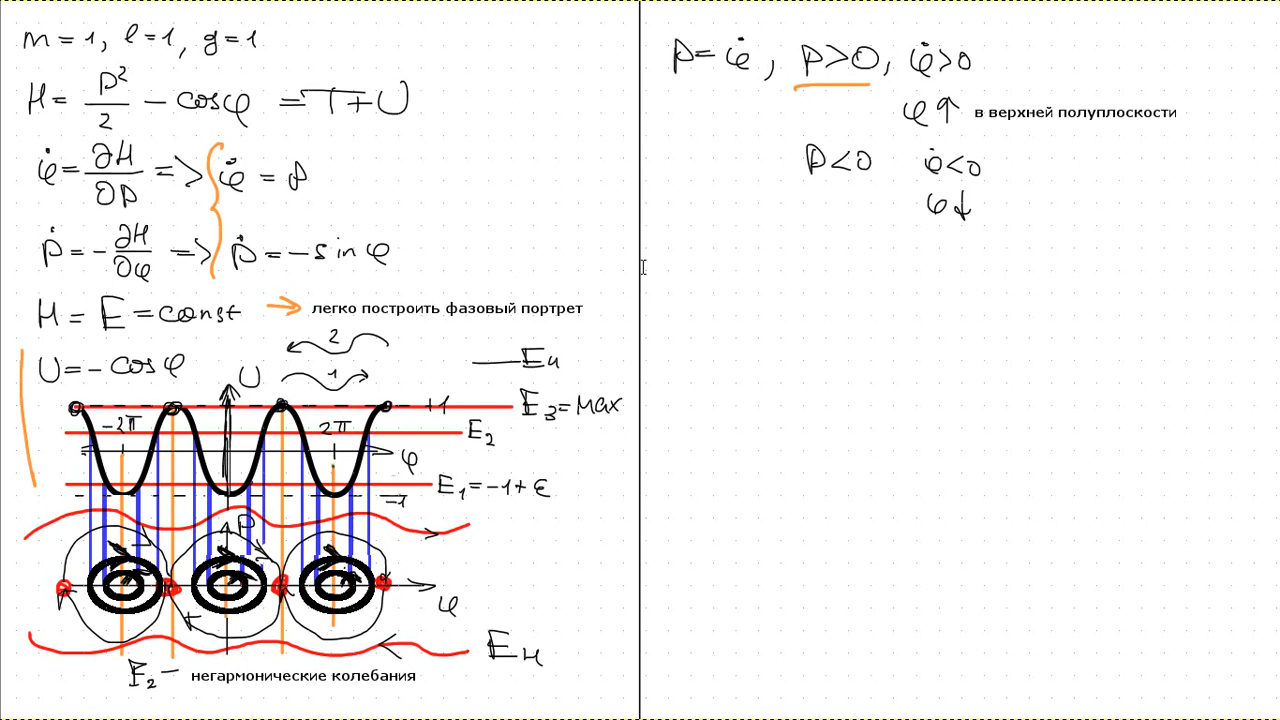 m = 1, ℓ = 1, g = 1
H = p²/2 − cosφ = T + U
φ̇ = ∂H/∂p => φ̇ = p
ṗ = −∂H/∂φ => ṗ = −sin φ
H = E = const → легко построить фазовый портрет
U = − cos φ
U
2
1
E4
+1
E3 = max
−2π
2π
E2
φ
E1 = −1 + ε
−1
P
φ
E4
E2 — негармонические колебания
p = φ̇, p > 0, φ̇ > 0
φ↑ в верхней полуплоскости
p < 0 φ̇ < 0
φ↓